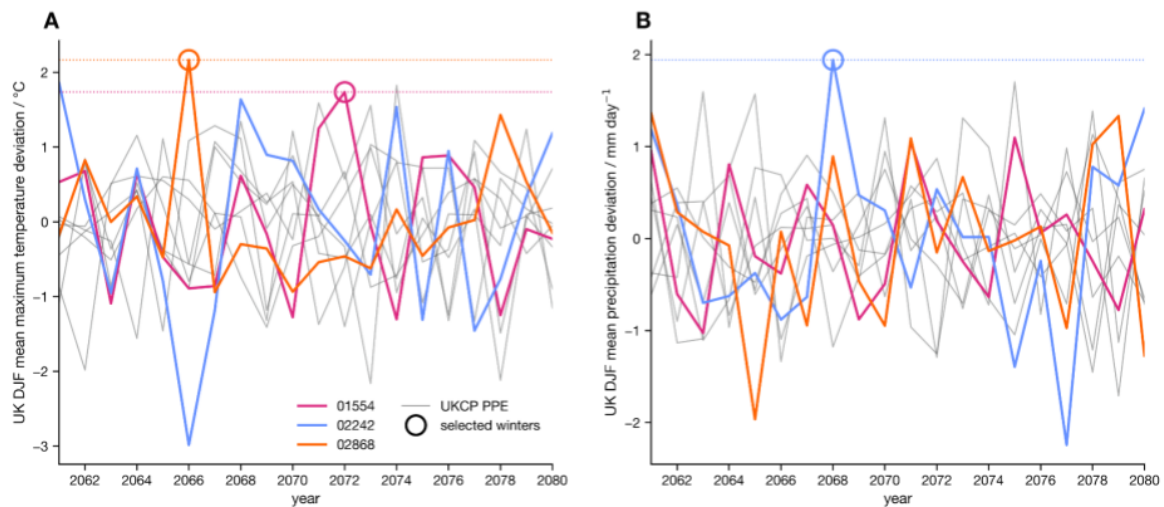 A
UK DJF mean maximum temperature deviation / °C
2
1
0
−1
−2
−3
2062 2064 2066 2068 2070 2072 2074 2076 2078 2080
year
01554
02242
02868
UKCP PPE
selected winters
B
UK DJF mean precipitation deviation / mm day⁻¹
2
1
0
−1
−2
2062 2064 2066 2068 2070 2072 2074 2076 2078 2080
year